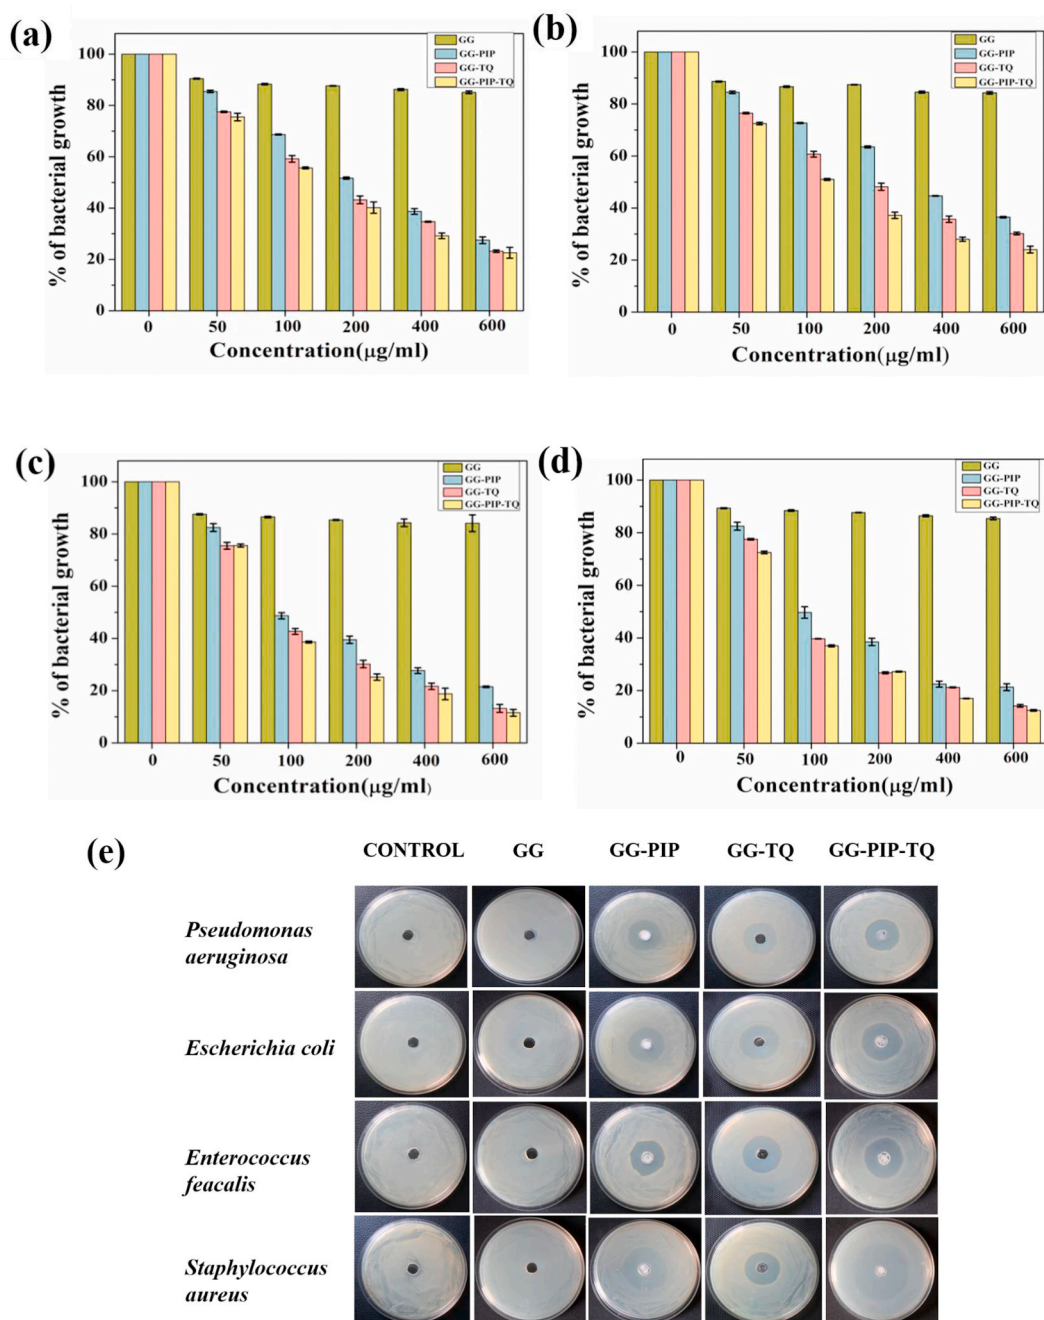 (a)
GG
GG-PIP
GG-TQ
GG-PIP-TQ
% of bacterial growth
100
80
60
40
20
0
0 50 100 200 400 600
Concentration(μg/ml)
(b)
GG
GG-PIP
GG-TQ
GG-PIP-TQ
% of bacterial growth
100
80
60
40
20
0
0 50 100 200 400 600
Concentration(μg/ml)
(c)
GG
GG-PIP
GG-TQ
GG-PIP-TQ
% of bacterial growth
100
80
60
40
20
0
0 50 100 200 400 600
Concentration(μg/ml)
(d)
GG
GG-PIP
GG-TQ
GG-PIP-TQ
% of bacterial growth
100
80
60
40
20
0
0 50 100 200 400 600
Concentration(μg/ml)
(e)
CONTROL GG GG-PIP GG-TQ GG-PIP-TQ
Pseudomonas
aeruginosa
Escherichia coli
Enterococcus
feacalis
Staphylococcus
aureus